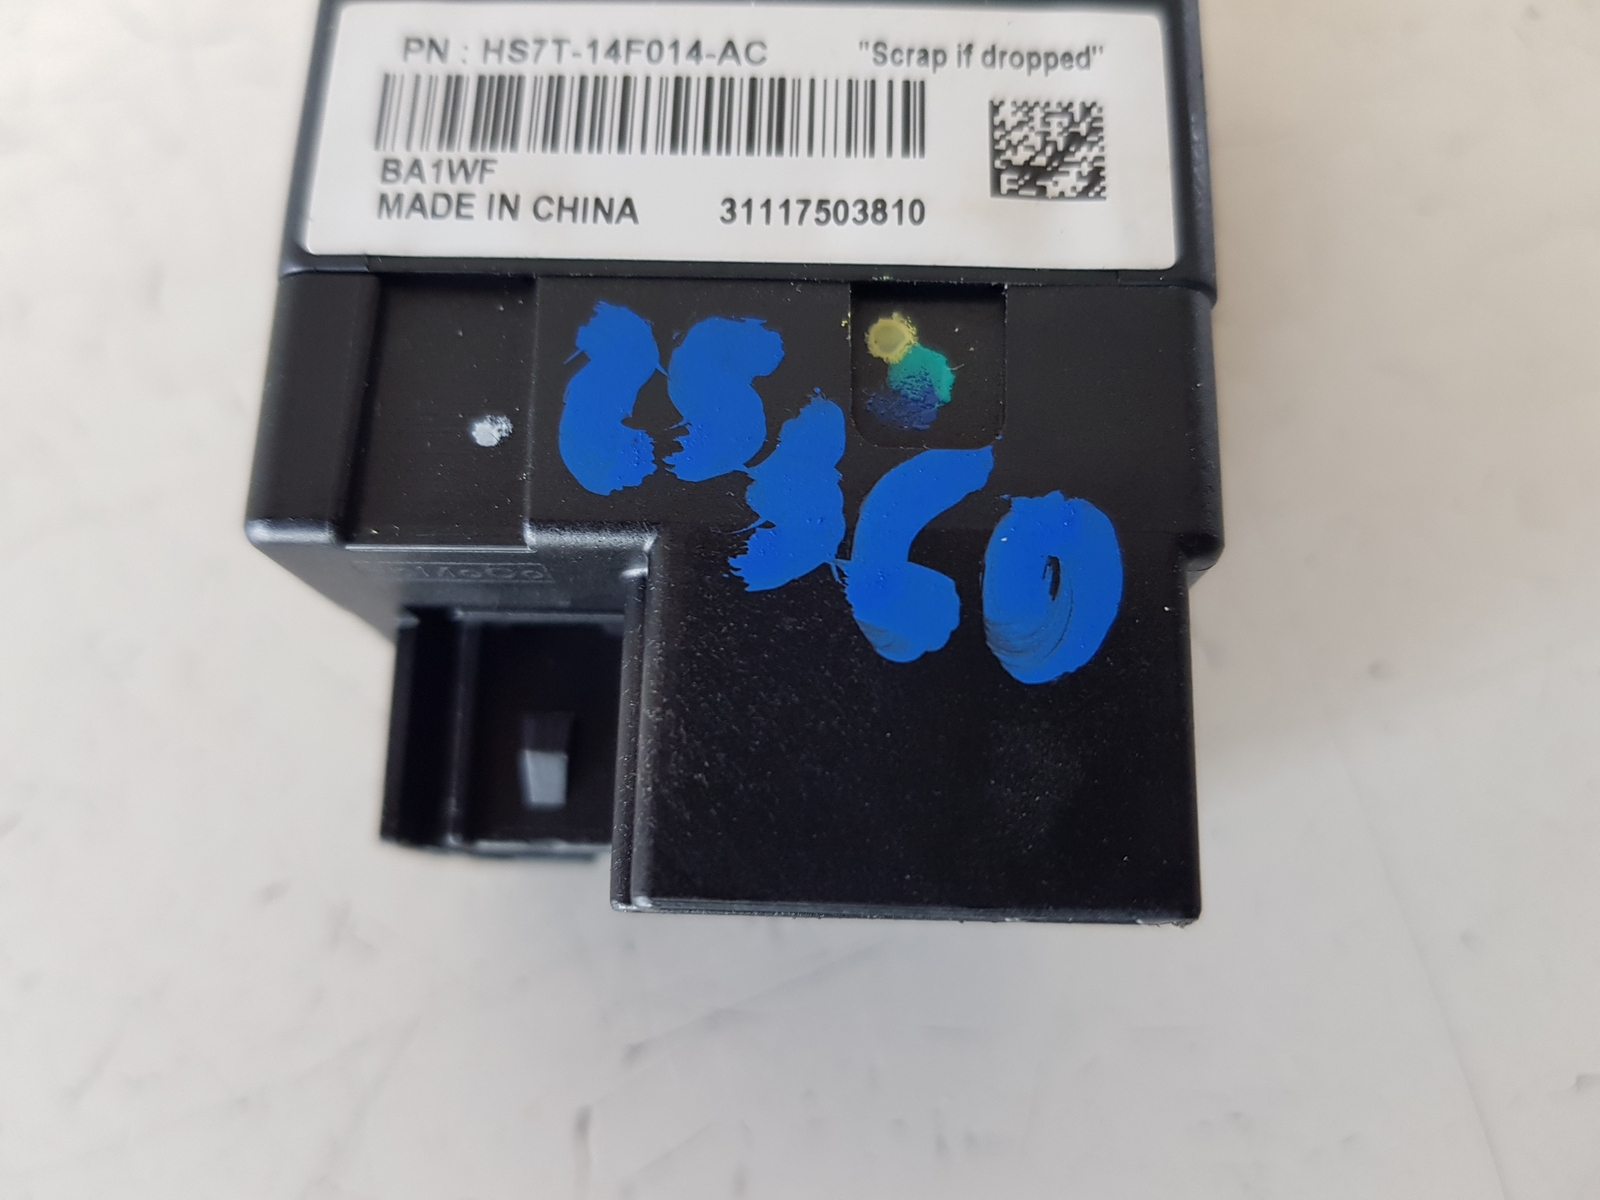 PN : HS7T-14F014-AC "Scrap if dropped"
BA1WF
MADE IN CHINA 31117503810